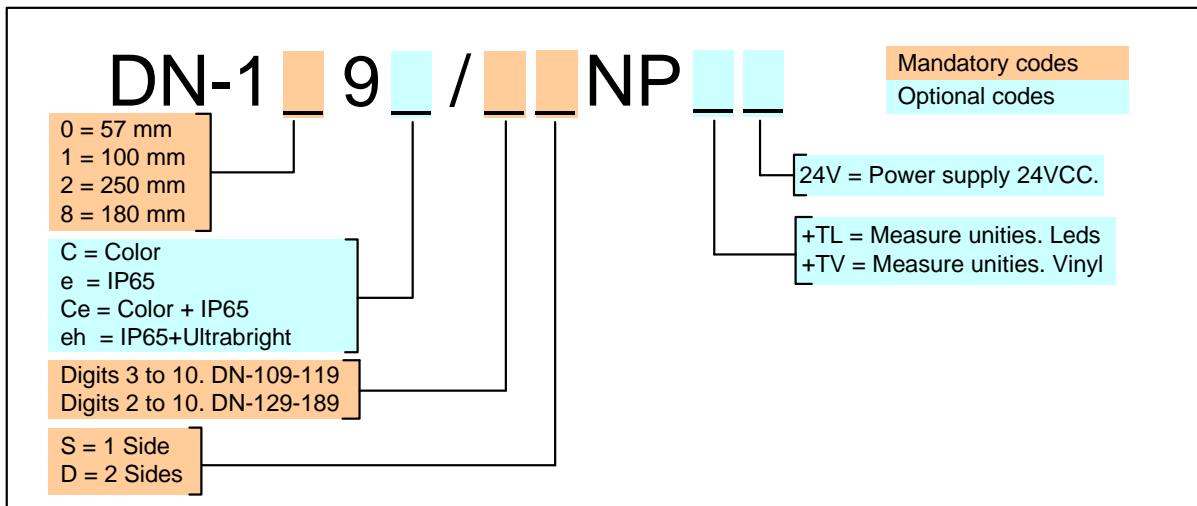 DN-1 9 / NP
Mandatory codes
Optional codes
0 = 57 mm
1 = 100 mm
2 = 250 mm
8 = 180 mm
24V = Power supply 24VCC.
+TL = Measure unities. Leds
+TV = Measure unities. Vinyl
C = Color
e = IP65
Ce = Color + IP65
eh = IP65+Ultrabright
Digits 3 to 10. DN-109-119
Digits 2 to 10. DN-129-189
S = 1 Side
D = 2 Sides